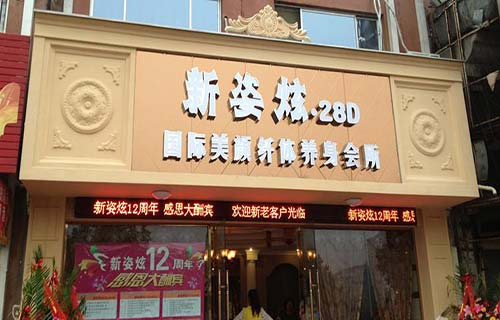 新姿炫·28D
国际美颜纤体养身会所
新姿炫12周年 感恩大酬宾 欢迎新老客户光临 新姿炫12周年 感恩
新姿炫12周年
感恩大酬宾